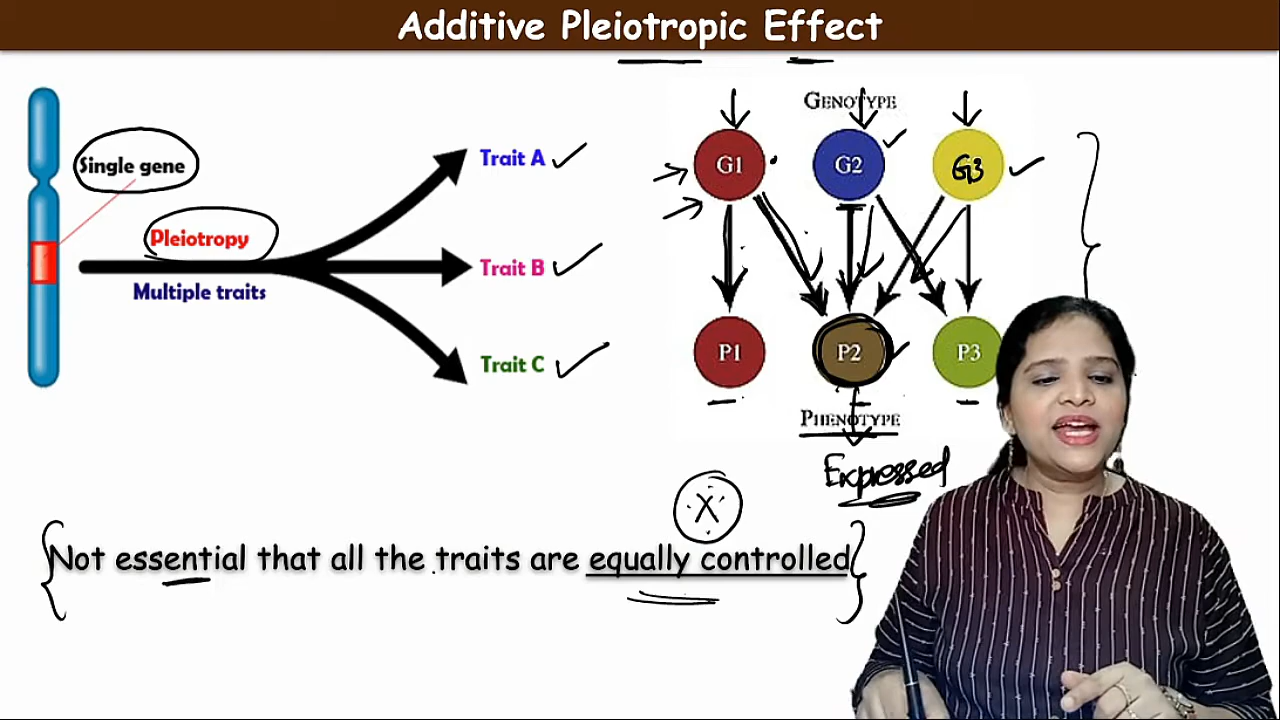 Additive Pleiotropic Effect
Single gene
Pleiotropy
Multiple traits
Trait A
Trait B
Trait C
GENOTYPE
G1 G2 G3
P1 P2 P3
PHENOTYPE
Expressed
X
Not essential that all the traits are equally controlled